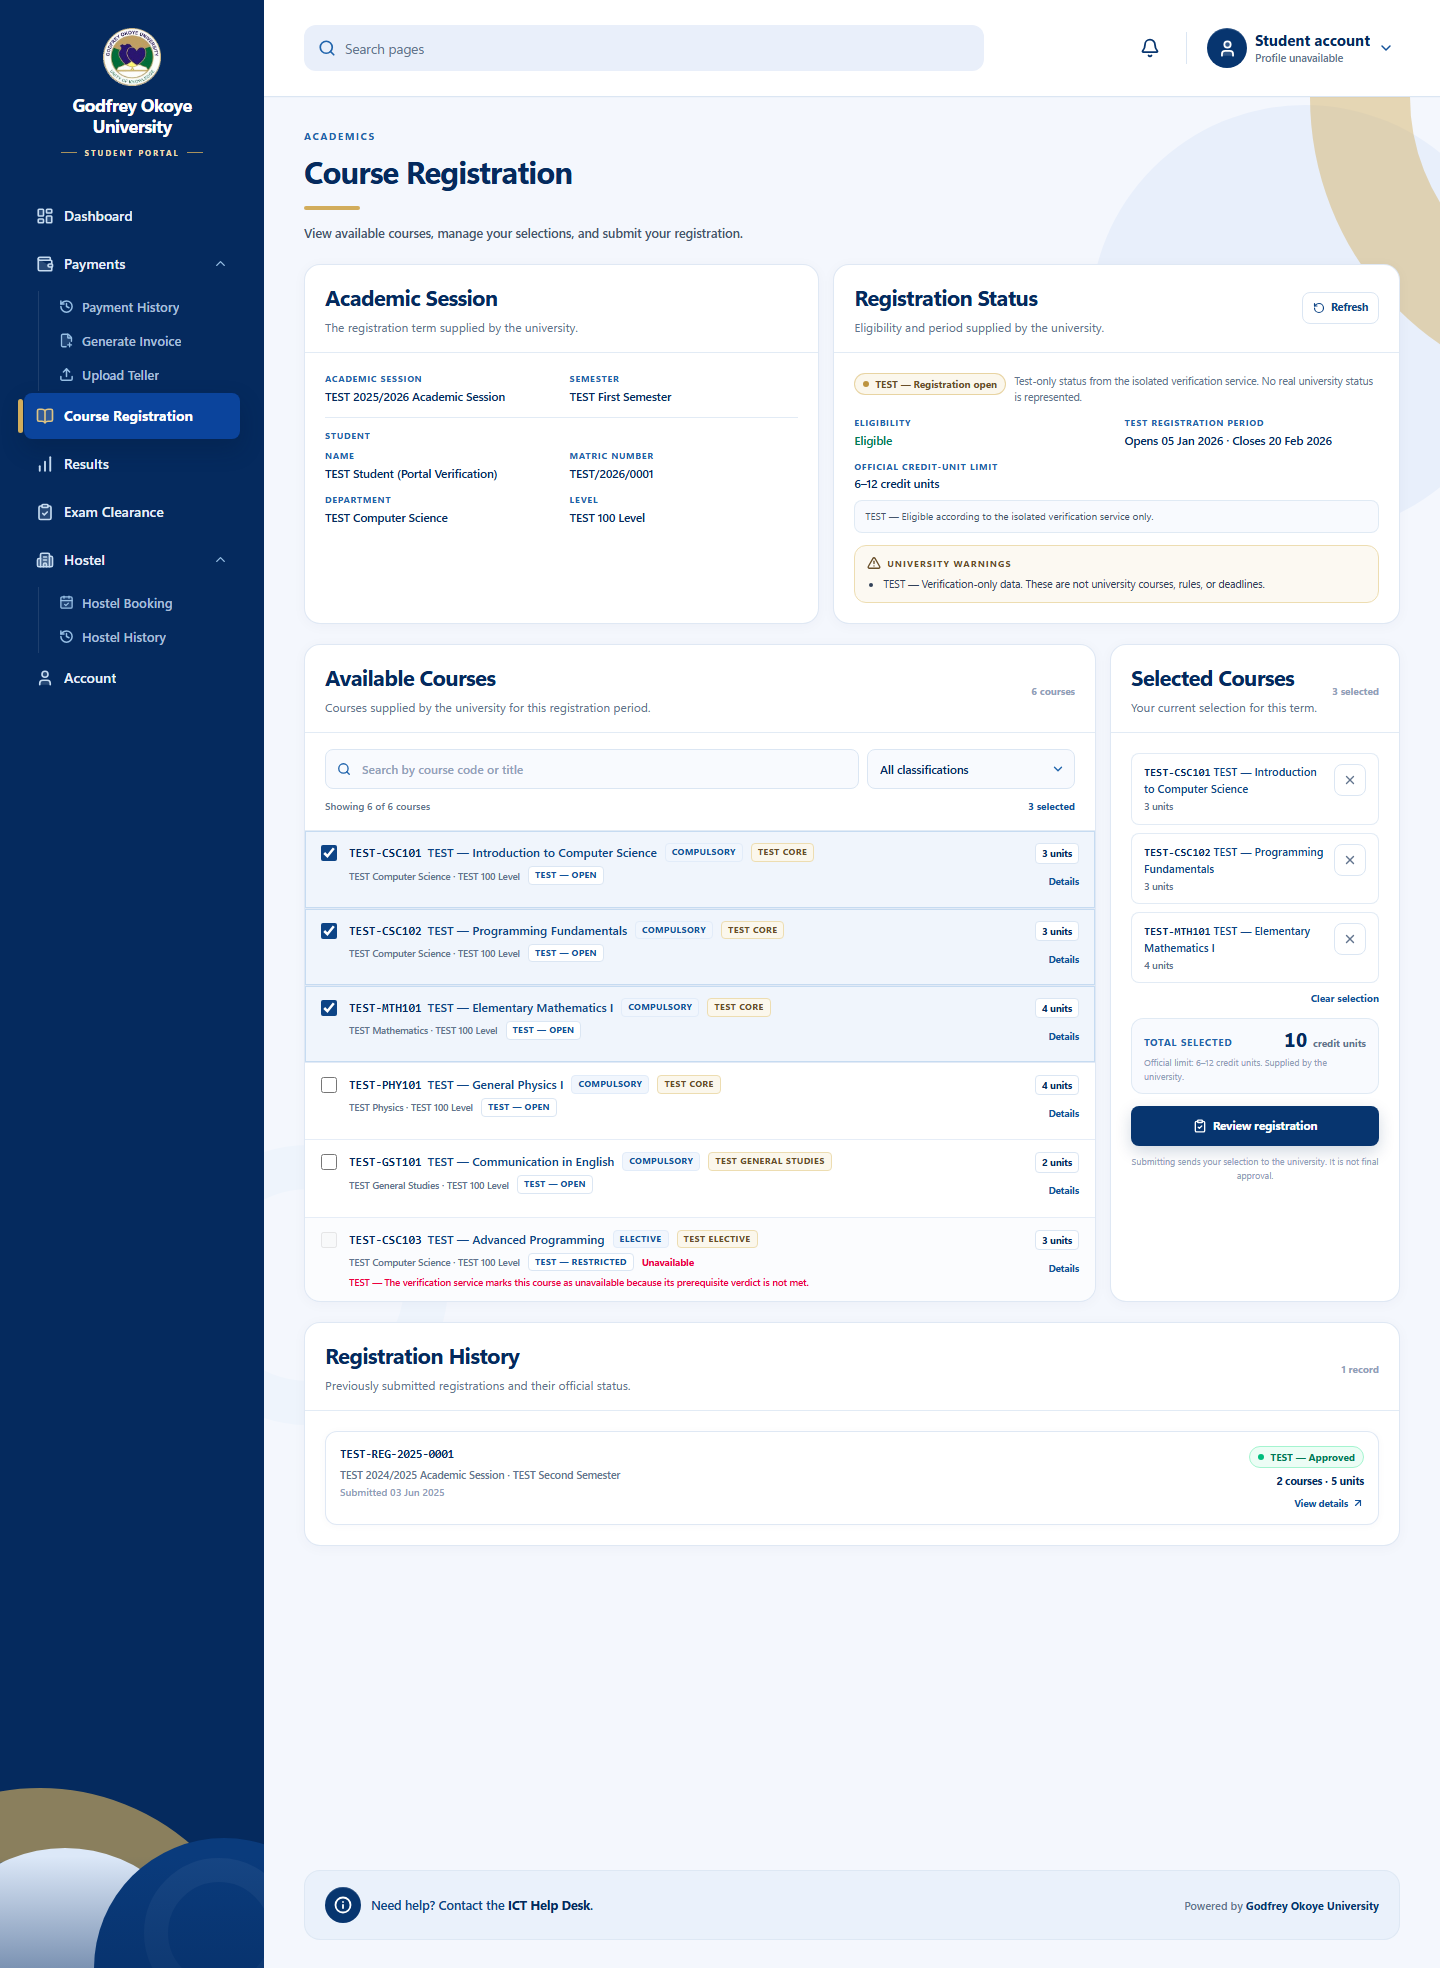 GODFREY OKOYE UNIVERSITY
UNITY OF KNOWLEDGE
Godfrey Okoye
University
STUDENT PORTAL
Dashboard
Payments
Payment History
Generate Invoice
Upload Teller
Course Registration
Results
Exam Clearance
Hostel
Hostel Booking
Hostel History
Account
Search pages
Student account
Profile unavailable
ACADEMICS
Course Registration
View available courses, manage your selections, and submit your registration.
Academic Session
The registration term supplied by the university.
ACADEMIC SESSION
TEST 2025/2026 Academic Session
SEMESTER
TEST First Semester
STUDENT
NAME
TEST Student (Portal Verification)
MATRIC NUMBER
TEST/2026/0001
DEPARTMENT
TEST Computer Science
LEVEL
TEST 100 Level
Registration Status
Eligibility and period supplied by the university.
Refresh
TEST — Registration open
Test-only status from the isolated verification service. No real university status
is represented.
ELIGIBILITY
Eligible
TEST REGISTRATION PERIOD
Opens 05 Jan 2026 · Closes 20 Feb 2026
OFFICIAL CREDIT-UNIT LIMIT
6–12 credit units
TEST — Eligible according to the isolated verification service only.
UNIVERSITY WARNINGS
• TEST — Verification-only data. These are not university courses, rules, or deadlines.
Available Courses
Courses supplied by the university for this registration period.
6 courses
Search by course code or title
All classifications
Showing 6 of 6 courses
3 selected
TEST-CSC101 TEST — Introduction to Computer Science COMPULSORY TEST CORE
3 units
TEST Computer Science · TEST 100 Level TEST — OPEN
Details
TEST-CSC102 TEST — Programming Fundamentals COMPULSORY TEST CORE
3 units
TEST Computer Science · TEST 100 Level TEST — OPEN
Details
TEST-MTH101 TEST — Elementary Mathematics I COMPULSORY TEST CORE
4 units
TEST Mathematics · TEST 100 Level TEST — OPEN
Details
TEST-PHY101 TEST — General Physics I COMPULSORY TEST CORE
4 units
TEST Physics · TEST 100 Level TEST — OPEN
Details
TEST-GST101 TEST — Communication in English COMPULSORY TEST GENERAL STUDIES
2 units
TEST General Studies · TEST 100 Level TEST — OPEN
Details
TEST-CSC103 TEST — Advanced Programming ELECTIVE TEST ELECTIVE
3 units
TEST Computer Science · TEST 100 Level TEST — RESTRICTED Unavailable
Details
TEST — The verification service marks this course as unavailable because its prerequisite verdict is not met.
Selected Courses
3 selected
Your current selection for this term.
TEST-CSC101 TEST — Introduction
to Computer Science
3 units
TEST-CSC102 TEST — Programming
Fundamentals
3 units
TEST-MTH101 TEST — Elementary
Mathematics I
4 units
Clear selection
TOTAL SELECTED
10 credit units
Official limit: 6–12 credit units. Supplied by the
university.
Review registration
Submitting sends your selection to the university. It is not final
approval.
Registration History
Previously submitted registrations and their official status.
1 record
TEST-REG-2025-0001
TEST 2024/2025 Academic Session · TEST Second Semester
Submitted 03 Jun 2025
TEST — Approved
2 courses · 5 units
View details
Need help? Contact the ICT Help Desk.
Powered by Godfrey Okoye University